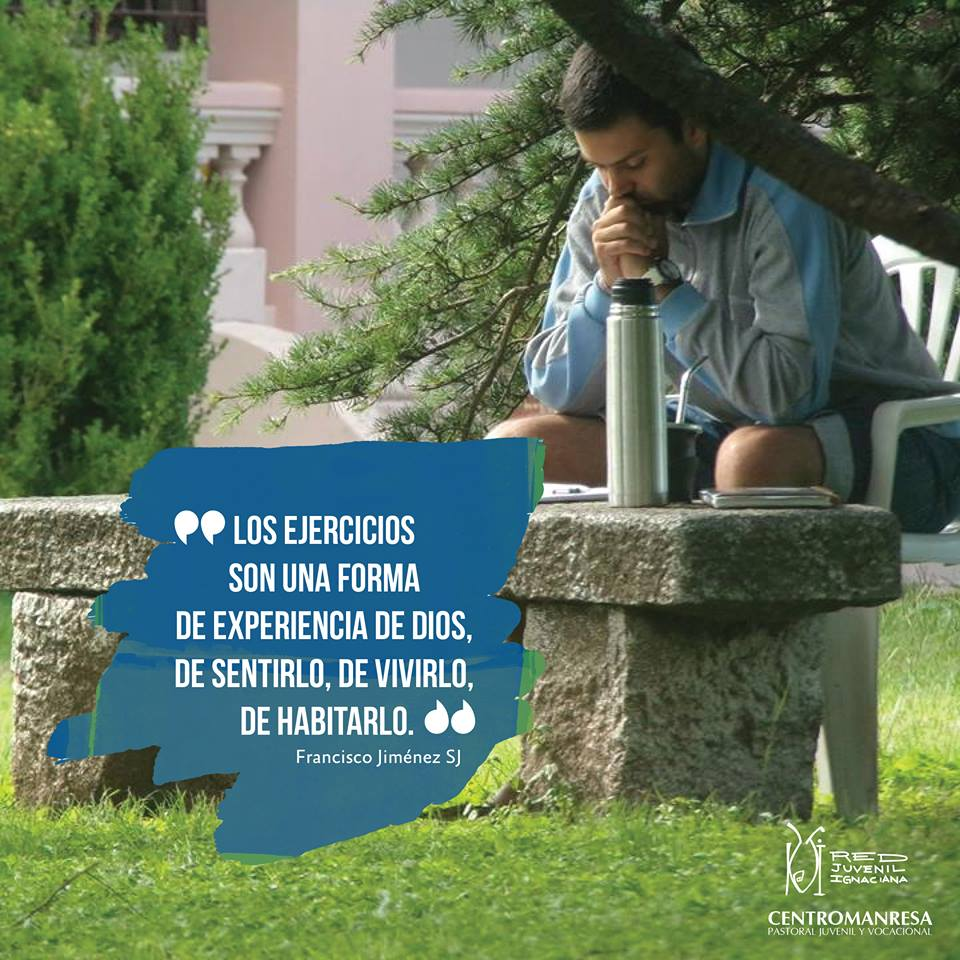 “LOS EJERCICIOS
SON UNA FORMA
DE EXPERIENCIA DE DIOS,
DE SENTIRLO, DE VIVIRLO,
DE HABITARLO.”
Francisco Jiménez SJ
RED
JUVENIL
IGNACIANA
CENTROMANRESA
PASTORAL JUVENIL Y VOCACIONAL